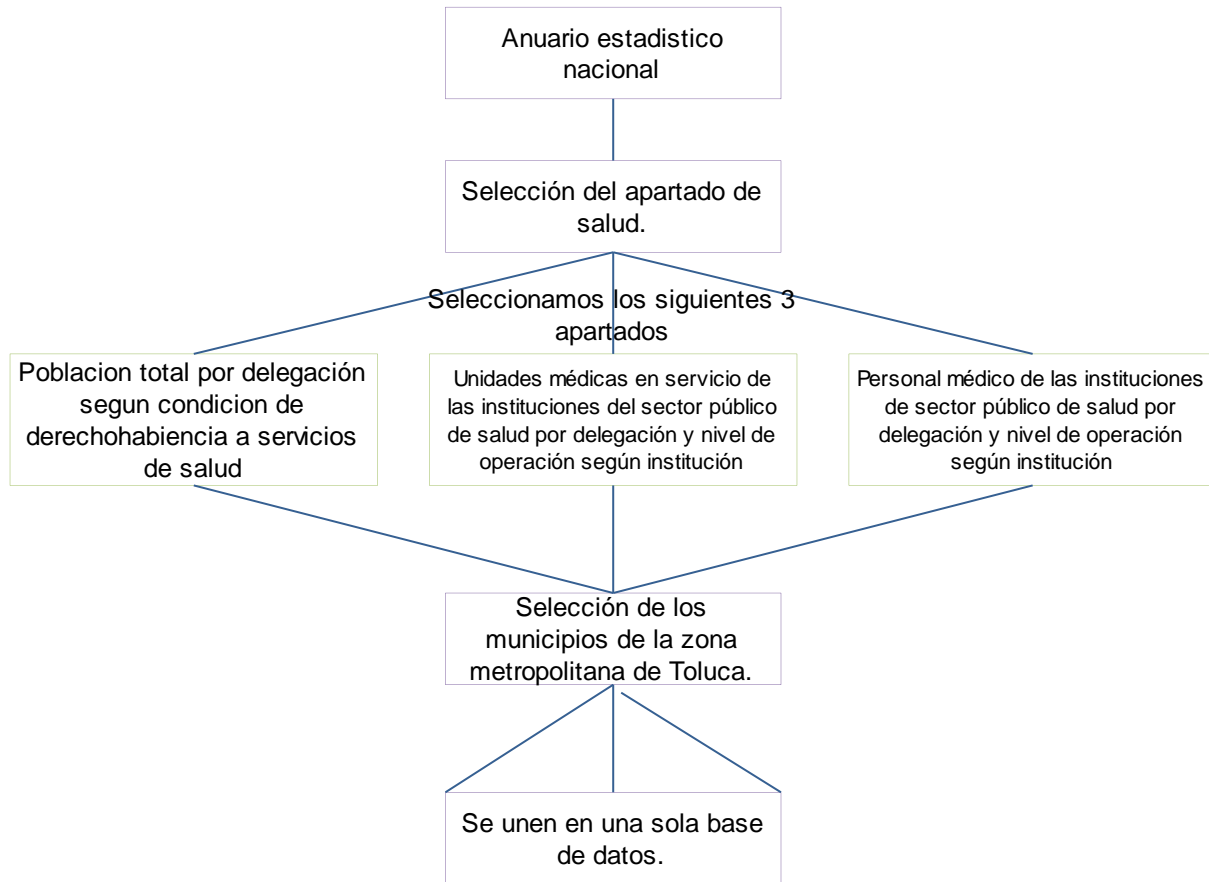 Anuario estadistico
nacional
Selección del apartado de
salud.
Seleccionamos los siguientes 3
apartados
Poblacion total por delegación
segun condicion de
derechohabiencia a servicios
de salud
Unidades médicas en servicio de
las instituciones del sector público
de salud por delegación y nivel de
operación según institución
Personal médico de las instituciones
de sector público de salud por
delegación y nivel de operación
según institución
Selección de los
municipios de la zona
metropolitana de Toluca.
Se unen en una sola base
de datos.